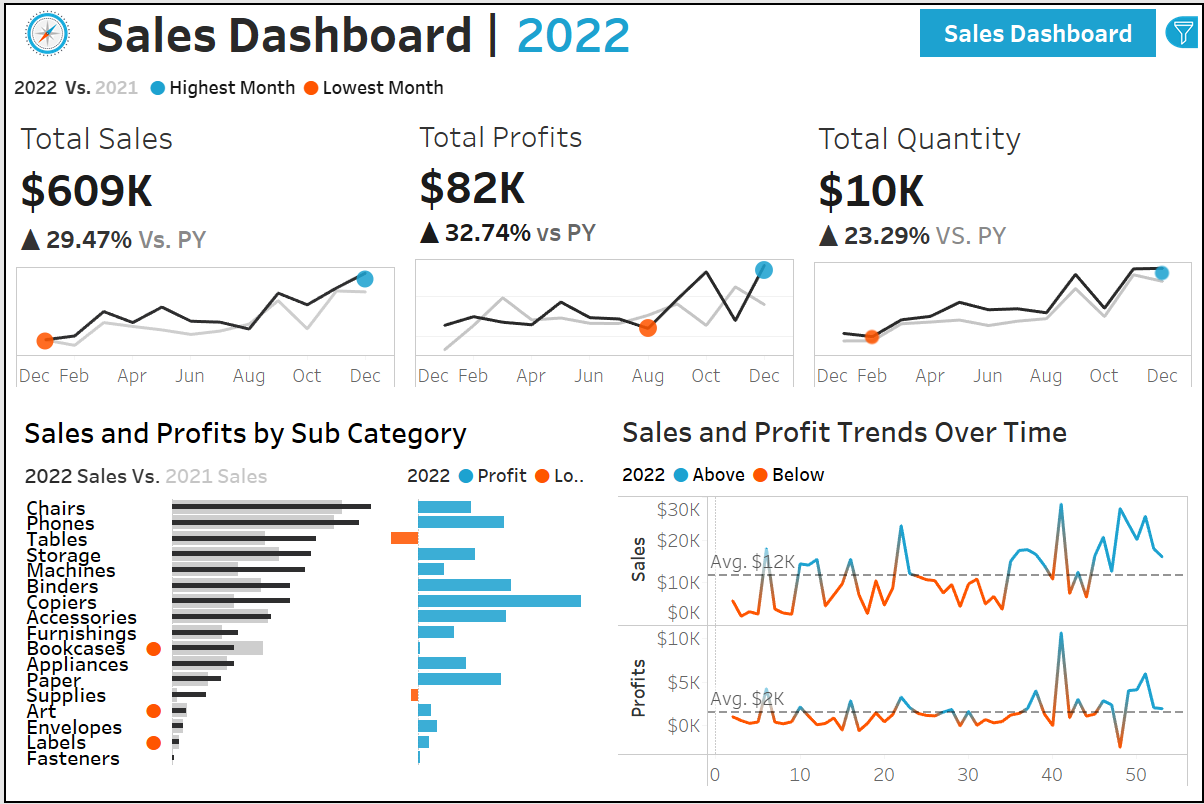 Sales Dashboard | 2022
Sales Dashboard
2022 Vs. 2021 Highest Month Lowest Month
Total Sales
$609K
▲ 29.47% Vs. PY
Dec Feb Apr Jun Aug Oct Dec
Total Profits
$82K
▲ 32.74% vs PY
Dec Feb Apr Jun Aug Oct Dec
Total Quantity
$10K
▲ 23.29% VS. PY
Dec Feb Apr Jun Aug Oct Dec
Sales and Profits by Sub Category
2022 Sales Vs. 2021 Sales
2022 Profit Lo..
Chairs
Phones
Tables
Storage
Machines
Binders
Copiers
Accessories
Furnishings
Bookcases
Appliances
Paper
Supplies
Art
Envelopes
Labels
Fasteners
Sales and Profit Trends Over Time
2022 Above Below
Sales
$30K
$20K
Avg. $12K
$10K
$0K
Profits
$10K
$5K
Avg. $2K
$0K
0 10 20 30 40 50